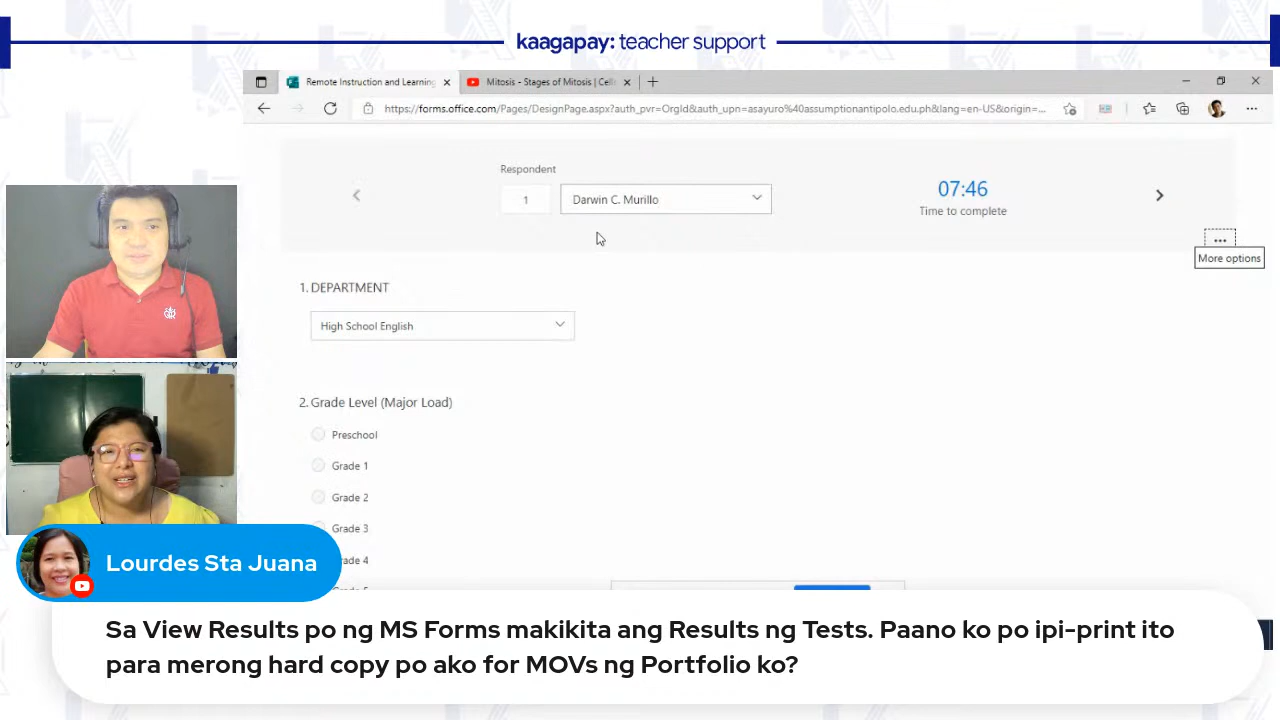 kaagapay: teacher support
Remote Instruction and Learning
Mitosis - Stages of Mitosis | Cell
https://forms.office.com/Pages/DesignPage.aspx?auth_pvr=OrgId&auth_upn=asayuro%40assumptionantipolo.edu.ph&lang=en-US&origin=...
Respondent
1
Darwin C. Murillo
07:46
Time to complete
More options
1. DEPARTMENT
High School English
2. Grade Level (Major Load)
Preschool
Grade 1
Grade 2
Grade 3
ade 4
Lourdes Sta Juana
Sa View Results po ng MS Forms makikita ang Results ng Tests. Paano ko po ipi-print ito
para merong hard copy po ako for MOVs ng Portfolio ko?